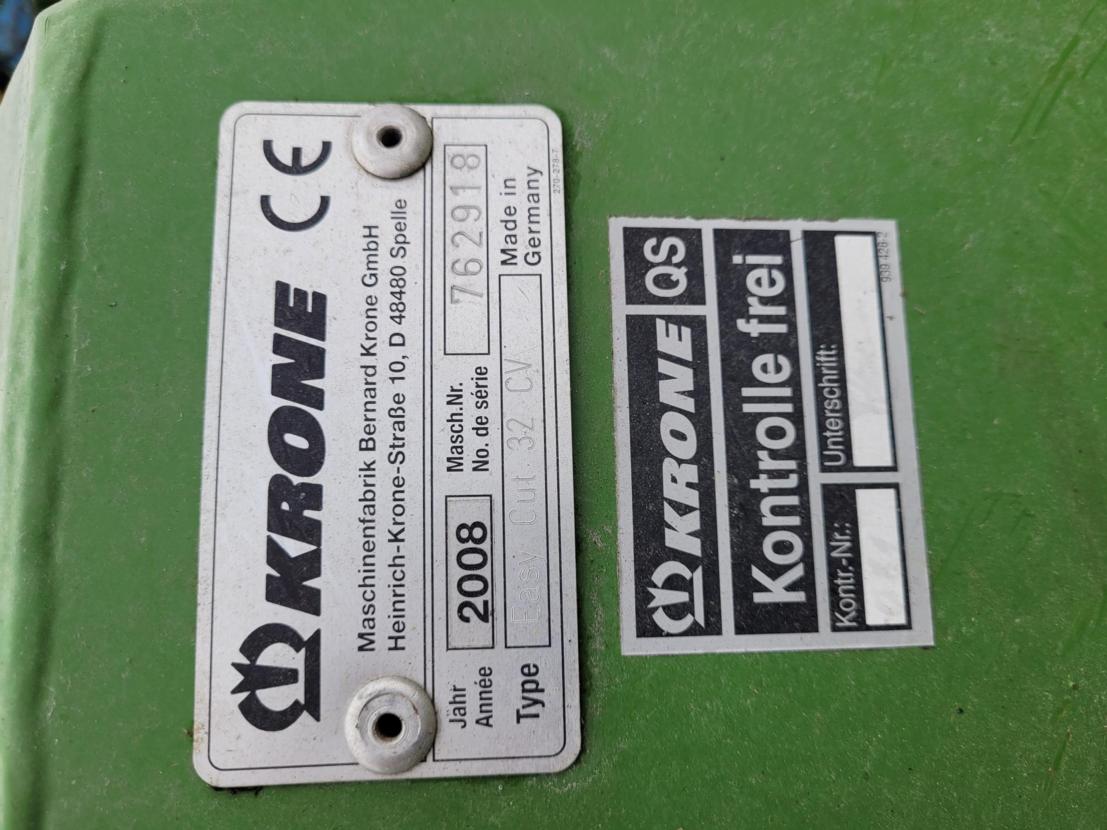 KRONE CE
Maschinenfabrik Bernard Krone GmbH
Heinrich-Krone-Straße 10, D 48480 Spelle
Jahr
Année
2008
Masch.Nr.
No. de série
762918
Type
Easy Cut 32 CV
Made in
Germany
270-278-7
KRONE QS
Kontrolle frei
Kontr.-Nr.:
Unterschrift:
939 428-2